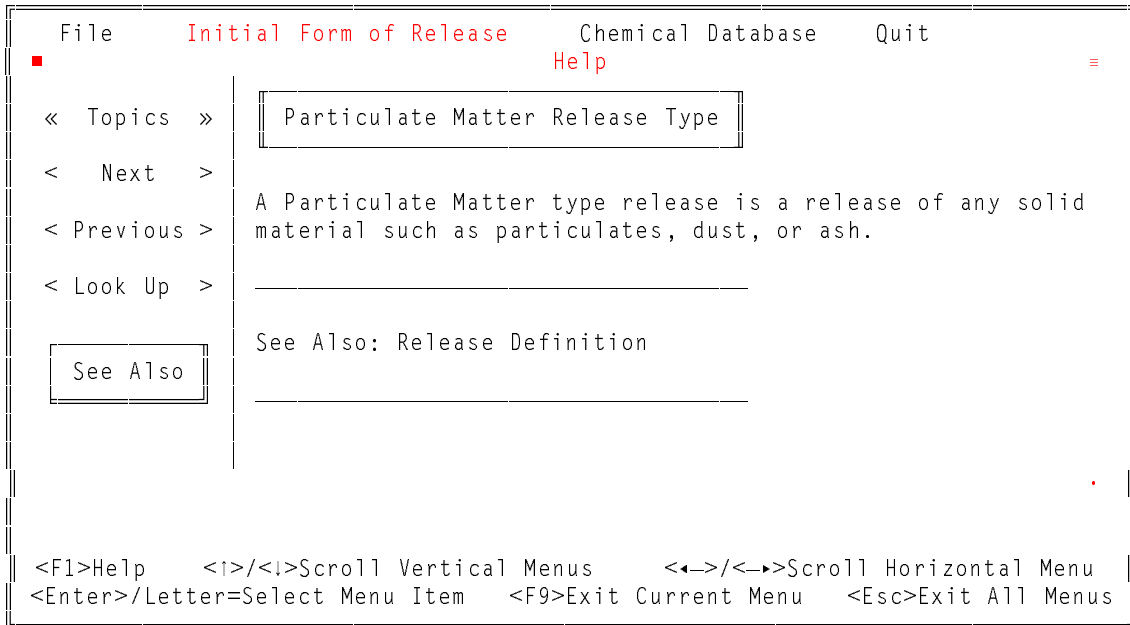 File Initial Form of Release Chemical Database Quit
Help
« Topics »
< Next >
< Previous >
< Look Up >
See Also
Particulate Matter Release Type
A Particulate Matter type release is a release of any solid
material such as particulates, dust, or ash.
See Also: Release Definition
<F1>Help <↑>/<↓>Scroll Vertical Menus <◂—>/<—▸>Scroll Horizontal Menu
<Enter>/Letter=Select Menu Item <F9>Exit Current Menu <Esc>Exit All Menus